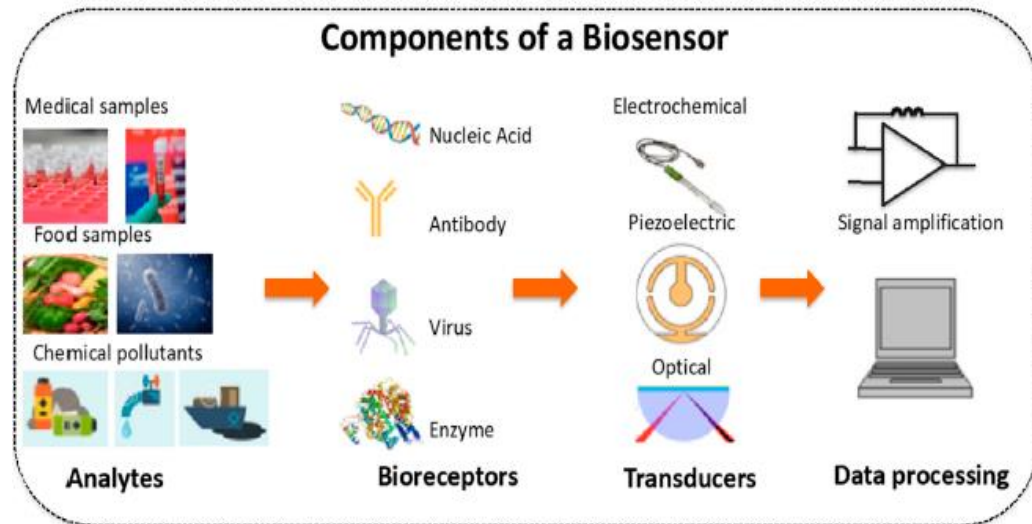 Components of a Biosensor
Medical samples
Food samples
Chemical pollutants
Analytes
Nucleic Acid
Antibody
Virus
Enzyme
Bioreceptors
Electrochemical
Piezoelectric
Optical
Transducers
Signal amplification
Data processing